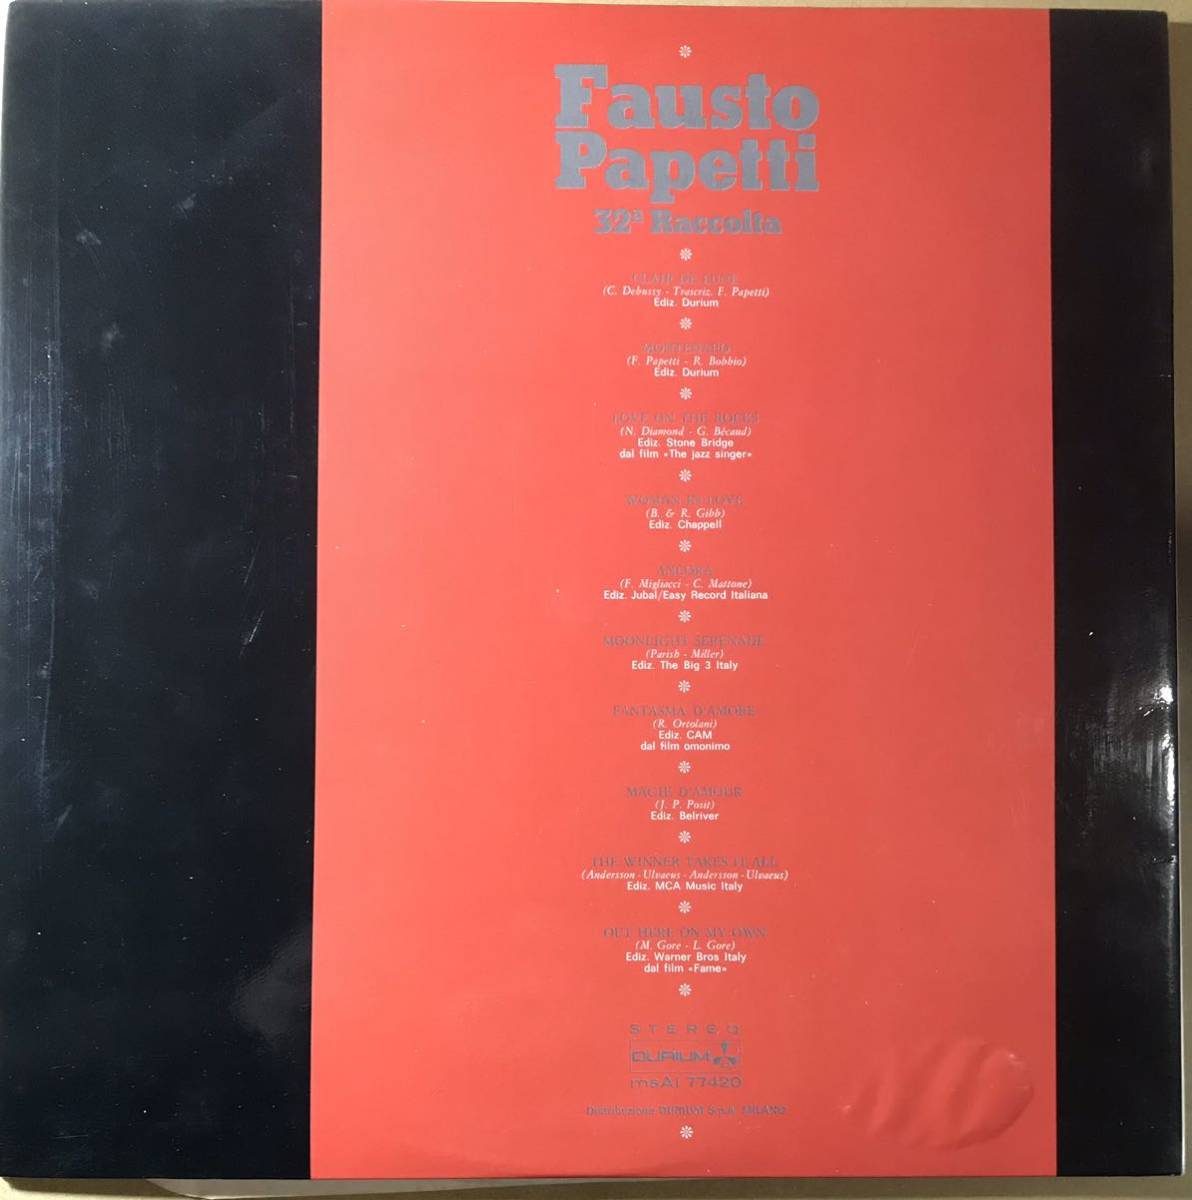 Fausto
Papetti
32ª Raccolta
CLAIR DE LUNE
(C. Debussy - Trascriz. F. Papetti)
Ediz. Durium
(F. Papetti - R. Bobbio)
Ediz. Durium
LOVE ON THE ROCKS
(N. Diamond - G. Bécaud)
Ediz. Stone Bridge
dal film «The jazz singer»
WOMAN IN LOVE
(B. & R. Gibb)
Ediz. Chappell
ANCORA
(F. Migliacci - C. Mattone)
Ediz. Jubal/Easy Record Italiana
MOONLIGHT SERENADE
(Parish - Miller)
Ediz. The Big 3 Italy
FANTASMA D'AMORE
(R. Ortolani)
Ediz. CAM
dal film omonimo
MAGIE D'AMOUR
(J. P. Posit)
Ediz. Belriver
THE WINNER TAKES IT ALL
(Andersson - Ulvaeus - Andersson - Ulvaeus)
Ediz. MCA Music Italy
OUT HERE ON MY OWN
(M. Gore - L. Gore)
Ediz. Warner Bros Italy
dal film «Fame»
STEREO
DURIUM
msAI 77420
Distribuzione DURIUM S.p.A. MILANO